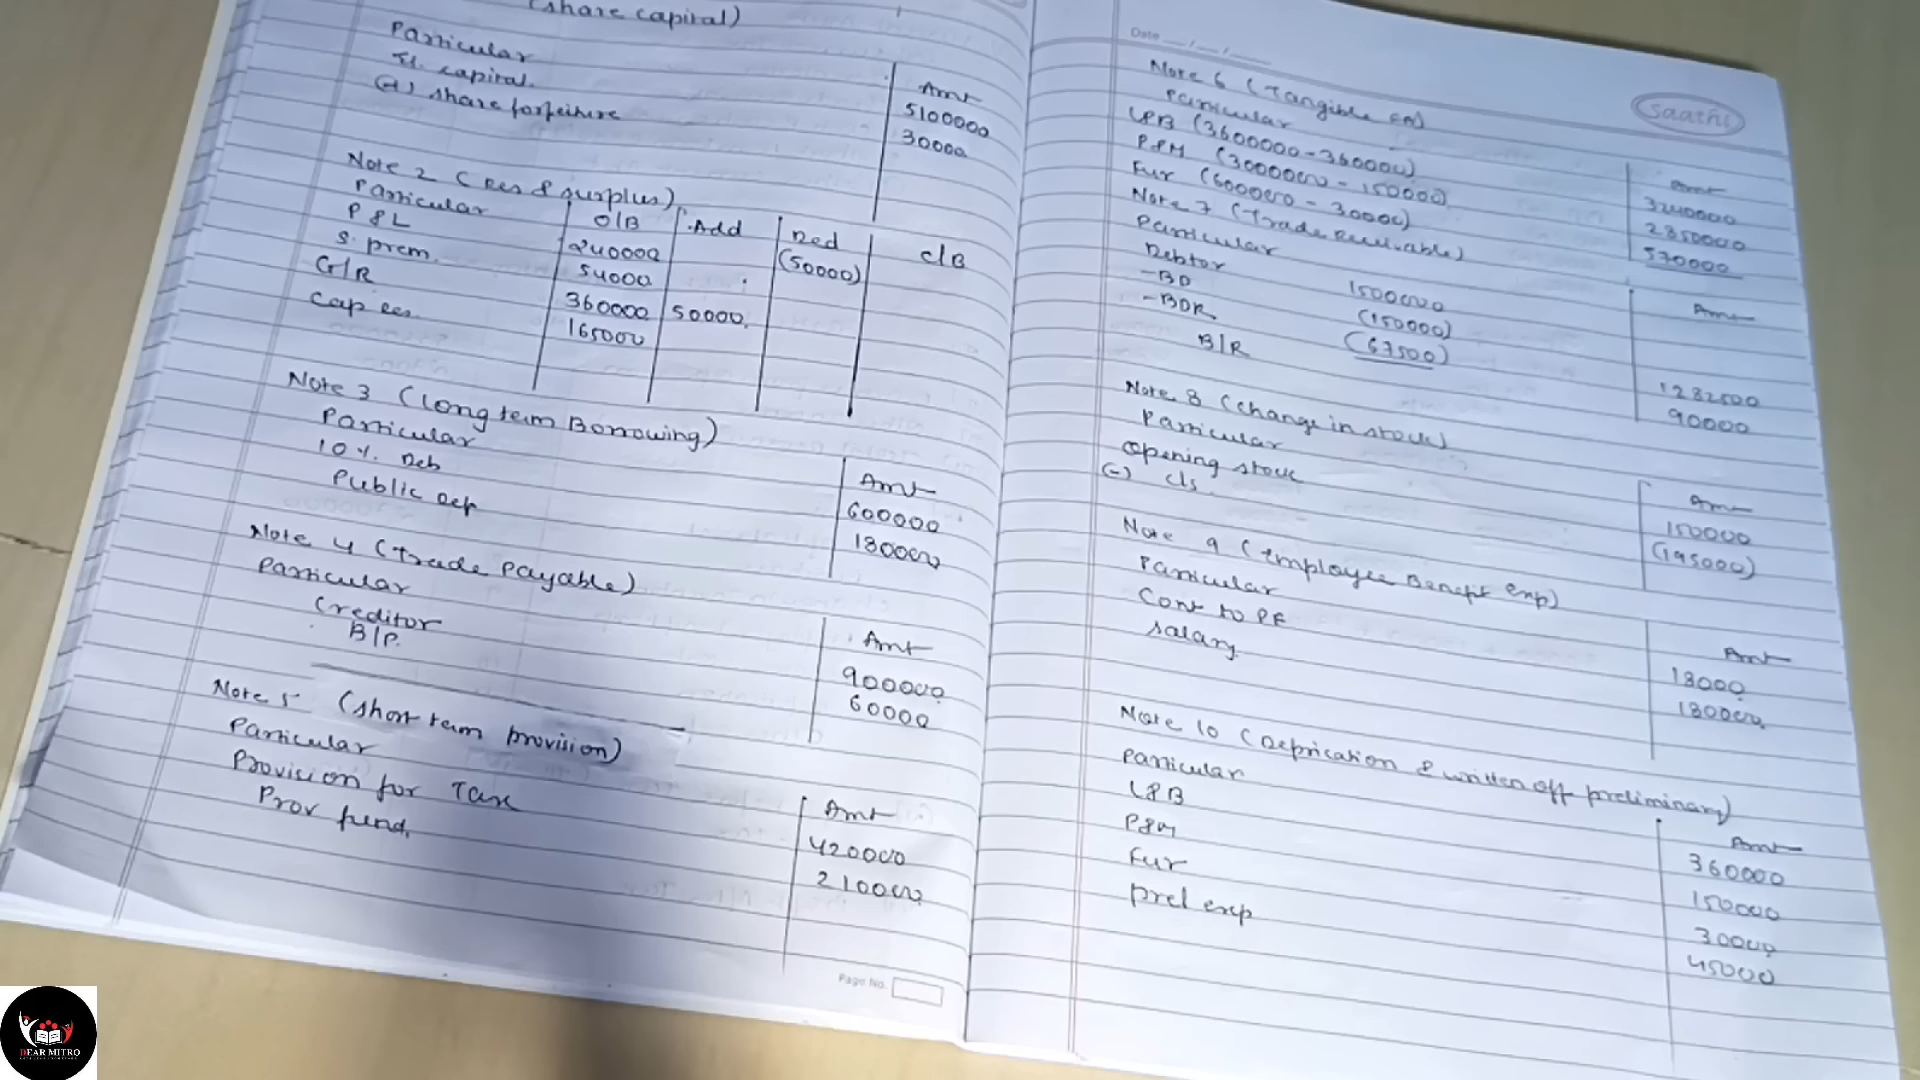 (share capital)
Particular Amt
Tl. capital. 5100000
(+) share forfeiture 30000
Note 2 (Res & surplus)
Particular O/B Add Ded C/B
P & L 240000 (50000)
S. prem. 54000
G/R 360000 50000
Cap res. 165000
Note 3 (long term Borrowing)
Particular Amt
10 %. Deb 600000
Public Dep 180000
Note 4 (trade payable)
Particular Amt
Creditor 900000
B/P. 60000
Note 5 (short term provision)
Particular Amt
Provision for Tax 420000
Prov fund. 210000
Page No.
Date
saathi
Note 6 (Tangible FA)
Particular Amt
L&B (3600000-360000) 3240000
P&M (3000000-150000) 2850000
Fur (600000-30000) 570000
Note 7 (Trade Receivable)
Particular Amt
Debtor 1500000
-BD (150000)
-BDR (67500) 1282500
B/R 90000
Note 8 (change in stock)
Particular Amt
Opening stock 150000
(-) cls. (195000)
Note 9 (employee Benefit exp)
Particular Amt
Cont to PF 18000
salary 180000
Note 10 (Deprication & written off preliminary)
Particular Amt
L&B 360000
P&M 150000
Fur 30000
prel exp 45000
DEAR MITRO